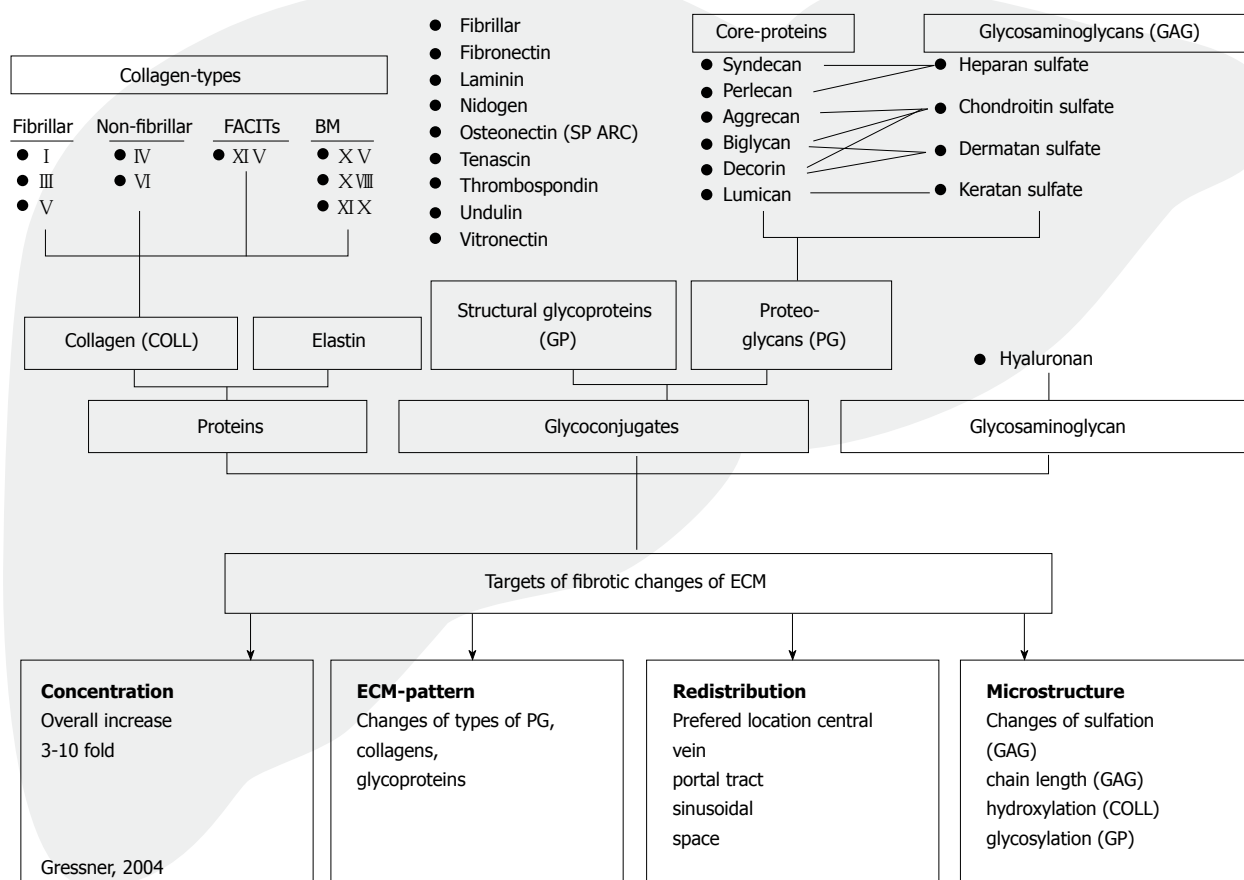 Collagen-types
Fibrillar
● I
● III
● V
Non-fibrillar
● IV
● VI
FACITs
● XIV
BM
● XV
● XVIII
● XIX
● Fibrillar
● Fibronectin
● Laminin
● Nidogen
● Osteonectin (SP ARC)
● Tenascin
● Thrombospondin
● Undulin
● Vitronectin
Core-proteins
● Syndecan
● Perlecan
● Aggrecan
● Biglycan
● Decorin
● Lumican
Glycosaminoglycans (GAG)
● Heparan sulfate
● Chondroitin sulfate
● Dermatan sulfate
● Keratan sulfate
Collagen (COLL)
Elastin
Structural glycoproteins
(GP)
Proteo-
glycans (PG)
● Hyaluronan
Proteins
Glycoconjugates
Glycosaminoglycan
Targets of fibrotic changes of ECM
Concentration
Overall increase
3-10 fold
Gressner, 2004
ECM-pattern
Changes of types of PG,
collagens,
glycoproteins
Redistribution
Prefered location central
vein
portal tract
sinusoidal
space
Microstructure
Changes of sulfation
(GAG)
chain length (GAG)
hydroxylation (COLL)
glycosylation (GP)